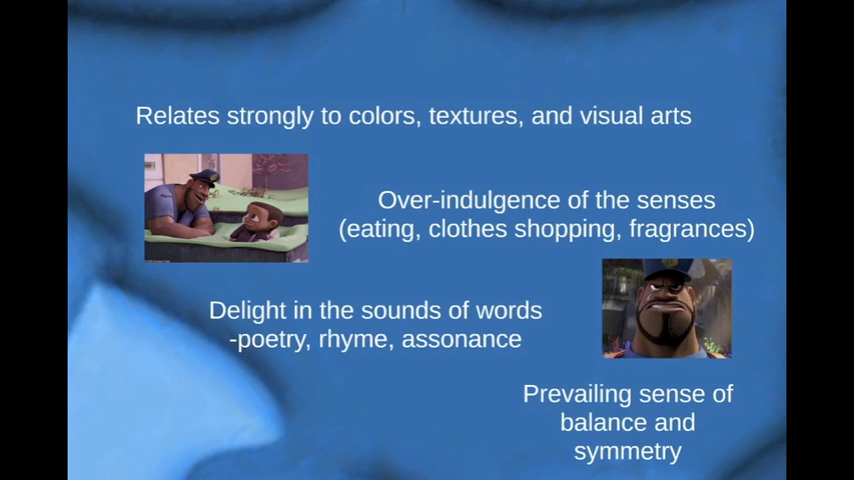 Relates strongly to colors, textures, and visual arts
Over-indulgence of the senses
(eating, clothes shopping, fragrances)
Delight in the sounds of words
-poetry, rhyme, assonance
Prevailing sense of
balance and
symmetry